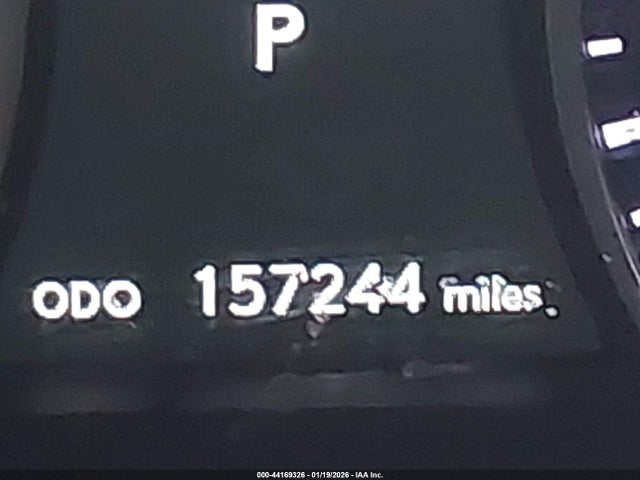 P
ODO 157244 miles
000-44169326 - 01/19/2026 - IAA Inc.